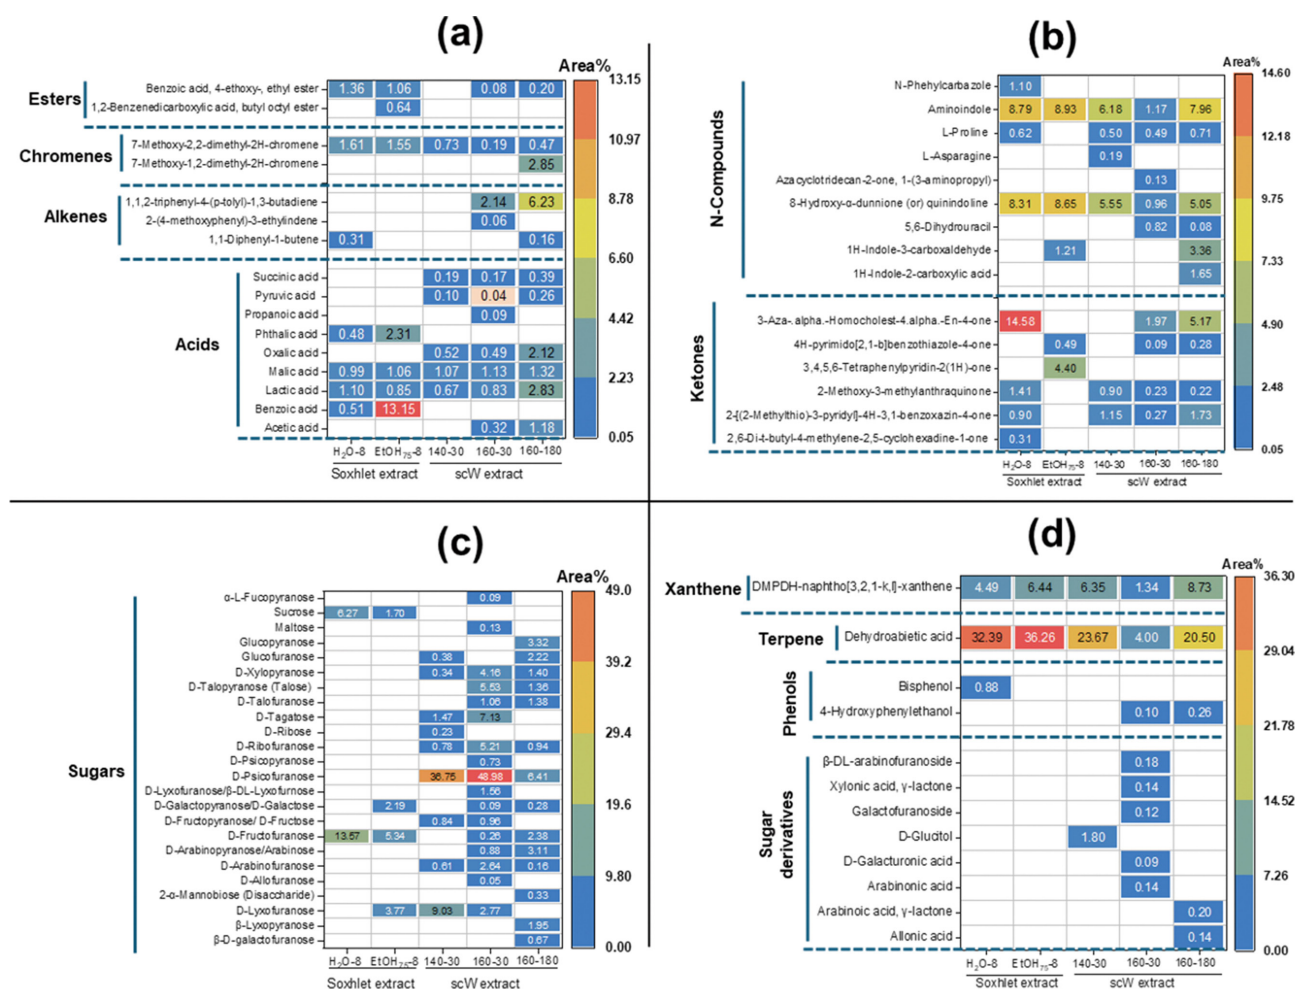 (a)
Area%
13.15
10.97
8.78
6.60
4.42
2.23
0.05
Esters
Benzoic acid, 4-ethoxy-, ethyl ester 1.36 1.06 0.08 0.20
1,2-Benzenedicarboxylic acid, butyl octyl ester 0.64
Chromenes
7-Methoxy-2,2-dimethyl-2H-chromene 1.61 1.55 0.73 0.19 0.47
7-Methoxy-1,2-dimethyl-2H-chromene 2.85
Alkenes
1,1,2-triphenyl-4-(p-tolyl)-1,3-butadiene 2.14 6.23
2-(4-methoxyphenyl)-3-ethylindene 0.06
1,1-Diphenyl-1-butene 0.31 0.16
Acids
Succinic acid 0.19 0.17 0.39
Pyruvic acid 0.10 0.04 0.26
Propanoic acid 0.09
Phthalic acid 0.48 2.31
Oxalic acid 0.52 0.49 2.12
Malic acid 0.99 1.06 1.07 1.13 1.32
Lactic acid 1.10 0.85 0.67 0.83 2.83
Benzoic acid 0.51 13.15
Acetic acid 0.32 1.18
H2O-8 EtOH75-8 140-30 160-30 160-180
Soxhlet extract scW extract
(b)
Area%
14.60
12.18
9.75
7.33
4.90
2.48
0.05
N-Compounds
N-Phehylcarbazole 1.10
Aminoindole 8.79 8.93 6.18 1.17 7.96
L-Proline 0.62 0.50 0.49 0.71
L-Asparagine 0.19
Azacyclotridecan-2-one, 1-(3-aminopropyl) 0.13
8-Hydroxy-α-dunnione (or) quinindoline 8.31 8.65 5.55 0.96 5.05
5,6-Dihydrouracil 0.82 0.08
1H-Indole-3-carboxaldehyde 1.21 3.36
1H-Indole-2-carboxylic acid 1.65
Ketones
3-Aza-.alpha.-Homocholest-4.alpha.-En-4-one 14.58 1.97 5.17
4H-pyrimido[2,1-b]benzothiazole-4-one 0.49 0.09 0.28
3,4,5,6-Tetraphenylpyridin-2(1H)-one 4.40
2-Methoxy-3-methylanthraquinone 1.41 0.90 0.23 0.22
2-[(2-Methylthio)-3-pyridyl]-4H-3,1-benzoxazin-4-one 0.90 1.15 0.27 1.73
2,6-Di-t-butyl-4-methylene-2,5-cyclohexadine-1-one 0.31
H2O-8 EtOH75-8 140-30 160-30 160-180
Soxhlet extract scW extract
(c)
Area%
49.0
39.2
29.4
19.6
9.80
0.00
Sugars
α-L-Fucopyranose 0.09
Sucrose 6.27 1.70
Maltose 0.13
Glucopyranose 3.32
Glucofuranose 0.38 2.22
D-Xylopyranose 0.34 4.16 1.40
D-Talopyranose (Talose) 5.53 1.36
D-Talofuranose 1.06 1.38
D-Tagatose 1.47 7.13
D-Ribose 0.23
D-Ribofuranose 0.78 5.21 0.94
D-Psicopyranose 0.73
D-Psicofuranose 36.75 48.98 6.41
D-Lyxofuranose/β-DL-Lyxofurnose 1.56
D-Galactopyranose/D-Galactose 2.19 0.09 0.28
D-Fructopyranose/ D-Fructose 0.84 0.96
D-Fructofuranose 13.57 5.34 0.26 2.38
D-Arabinopyranose/Arabinose 0.88 3.11
D-Arabinofuranose 0.61 2.64 0.16
D-Allofuranose 0.05
2-α-Mannobiose (Disaccharide) 0.33
D-Lyxofuranose 3.77 9.03 2.77
β-Lyxopyranose 1.95
β-D-galactofuranose 0.67
H2O-8 EtOH75-8 140-30 160-30 160-180
Soxhlet extract scW extract
(d)
Area%
36.30
29.04
21.78
14.52
7.26
0.00
Xanthene
DMPDH-naphtho[3,2,1-k,l]-xanthene 4.49 6.44 6.35 1.34 8.73
Terpene
Dehydroabietic acid 32.39 36.26 23.67 4.00 20.50
Phenols
Bisphenol 0.88
4-Hydroxyphenylethanol 0.10 0.26
Sugar
derivatives
β-DL-arabinofuranoside 0.18
Xylonic acid, γ-lactone 0.14
Galactofuranoside 0.12
D-Glucitol 1.80
D-Galacturonic acid 0.09
Arabinonic acid 0.14
Arabinoic acid, γ-lactone 0.20
Allonic acid 0.14
H2O-8 EtOH75-8 140-30 160-30 160-180
Soxhlet extract scW extract